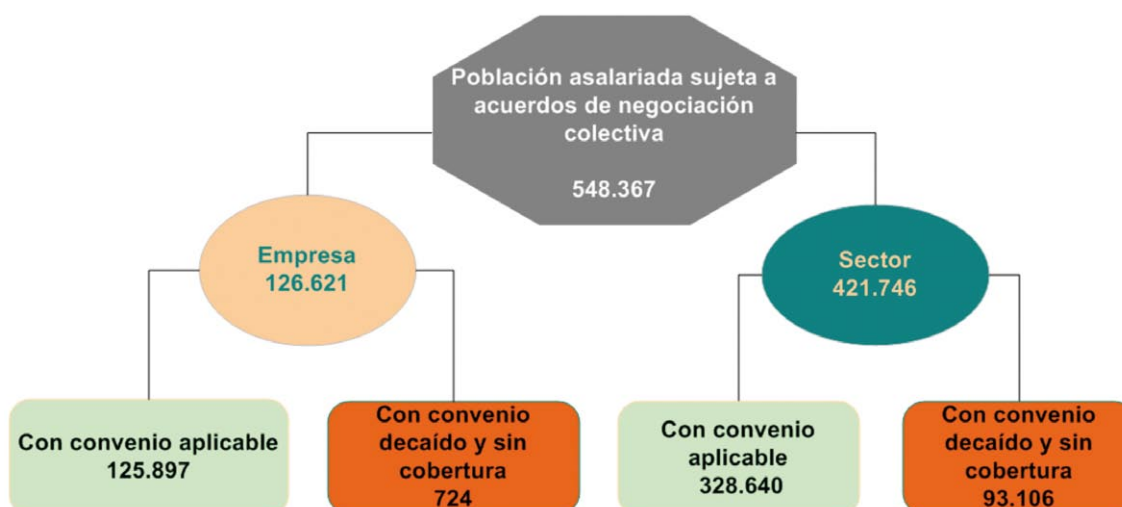 Población asalariada sujeta a
acuerdos de negociación
colectiva
548.367
Empresa
126.621
Sector
421.746
Con convenio aplicable
125.897
Con convenio
decaído y sin
cobertura
724
Con convenio
aplicable
328.640
Con convenio
decaído y sin
cobertura
93.106